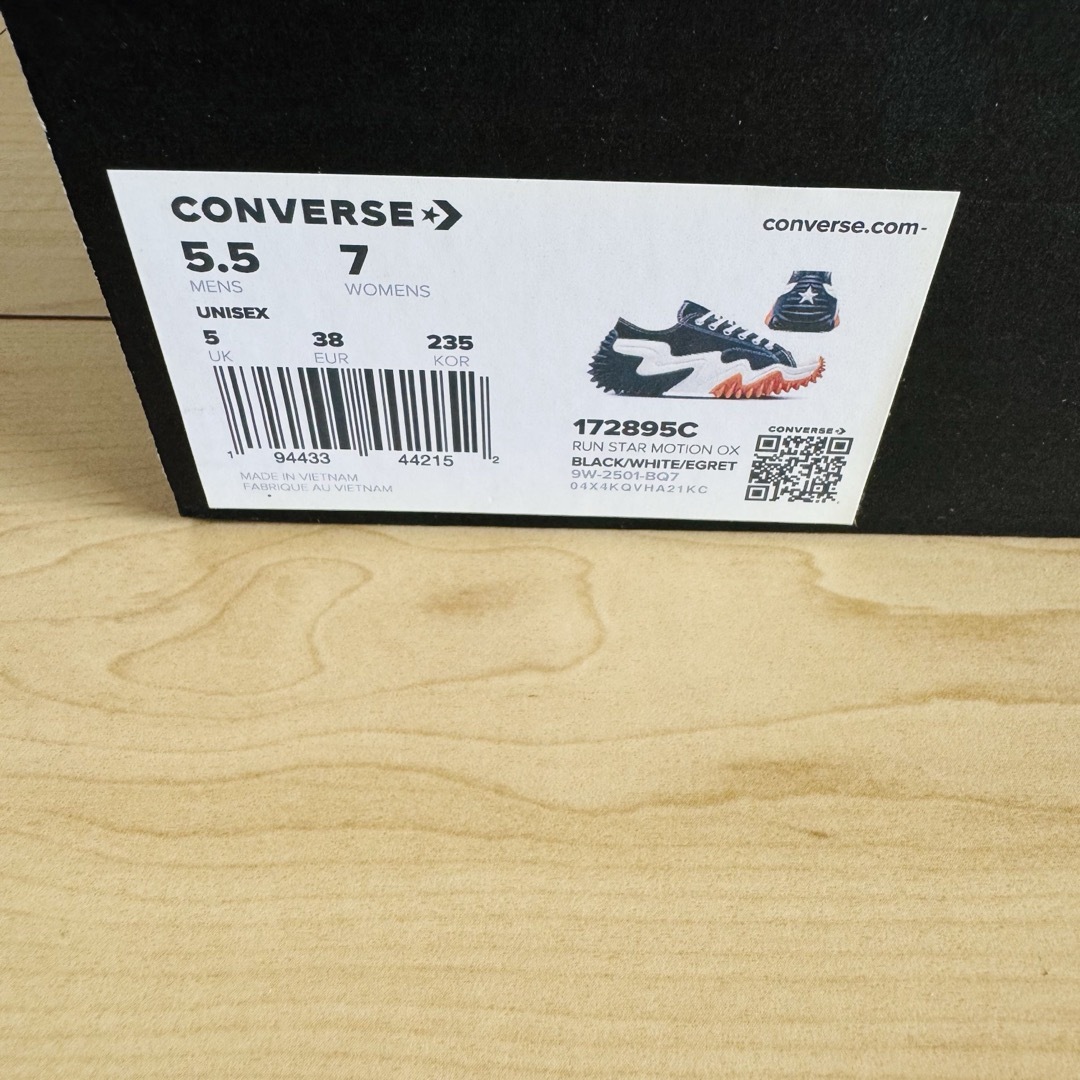 CONVERSE
converse.com-
5.5 7
MENS WOMENS
UNISEX
5 38 235
UK EUR KOR
1 94433 44215 2
MADE IN VIETNAM
FABRIQUE AU VIETNAM
172895C
RUN STAR MOTION OX
BLACK/WHITE/EGRET
9W-2501-BQ7
04X4KQVHA21KC
CONVERSE